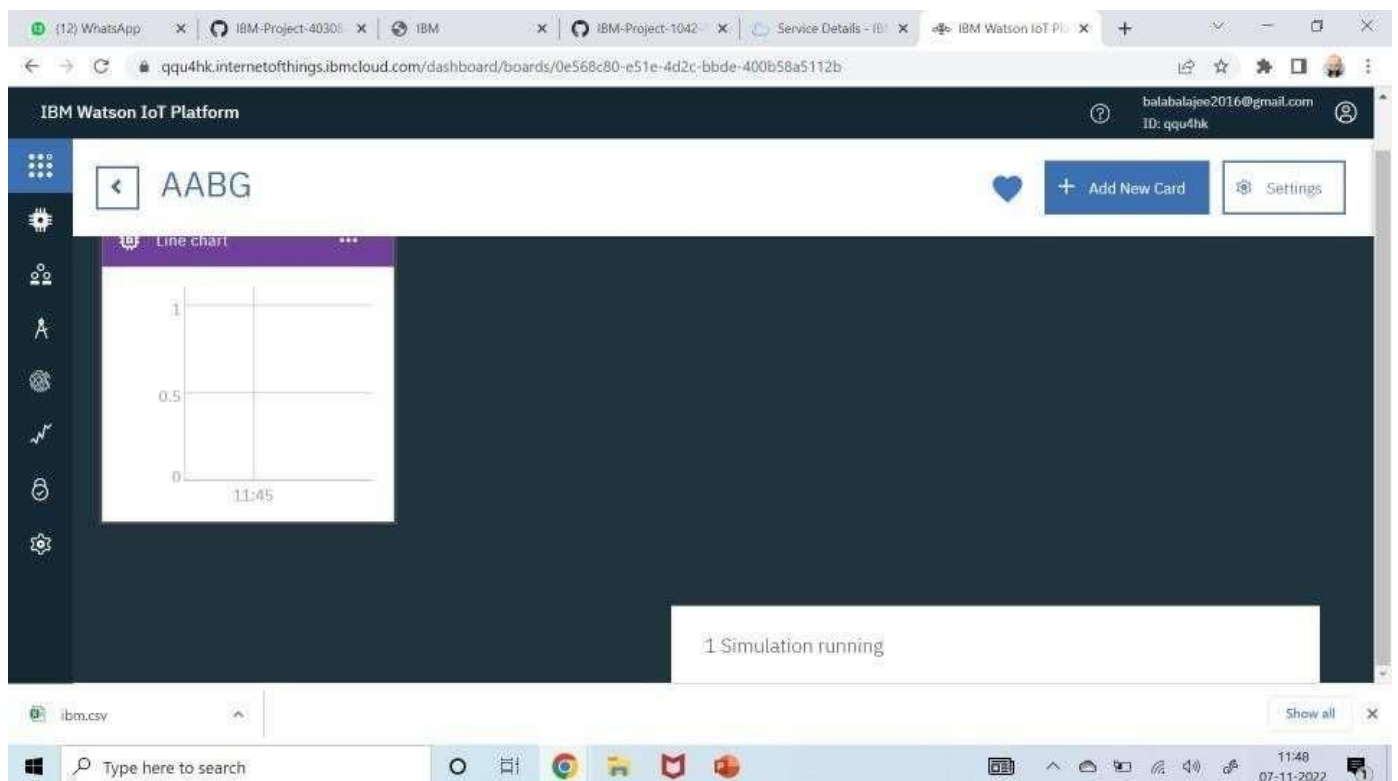 (12) WhatsApp
IBM-Project-40308
IBM
IBM-Project-1042-
Service Details - IB
IBM Watson IoT Pl
qqu4hk.internetofthings.ibmcloud.com/dashboard/boards/0e568c80-e51e-4d2c-bbde-400b58a5112b
IBM Watson IoT Platform
balabalajee2016@gmail.com
ID: qqu4hk
AABG
+ Add New Card
Settings
Line chart
1
0.5
0
11:45
1 Simulation running
ibm.csv
Show all
Type here to search
11:48
07-11-2022
1